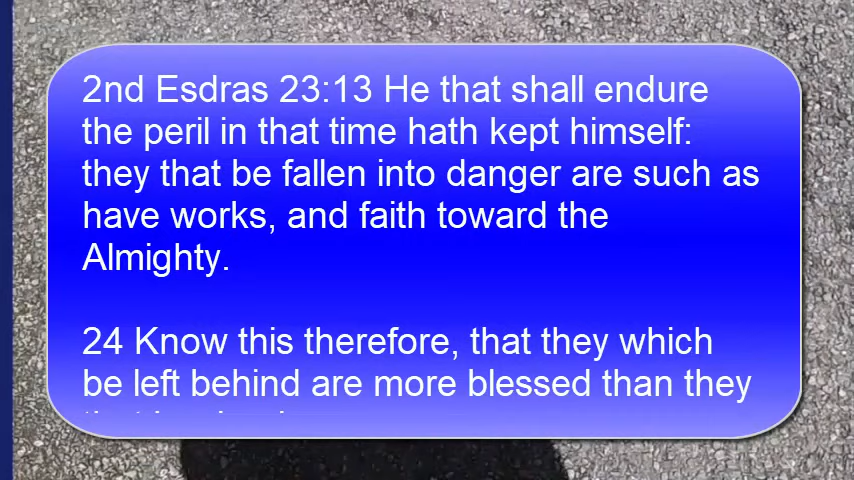 2nd Esdras 23:13 He that shall endure
the peril in that time hath kept himself:
they that be fallen into danger are such as
have works, and faith toward the
Almighty.
24 Know this therefore, that they which
be left behind are more blessed than they